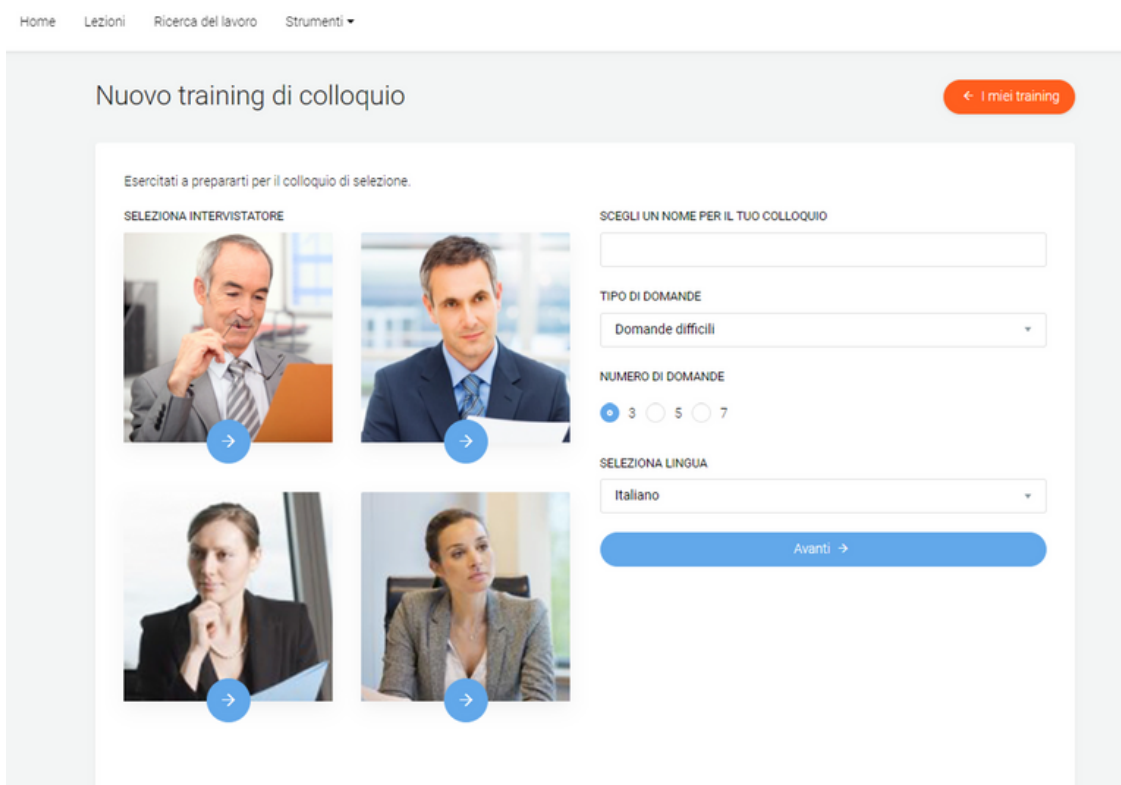 Home Lezioni Ricerca del lavoro Strumenti
Nuovo training di colloquio
← I miei training
Esercitati a prepararti per il colloquio di selezione.
SELEZIONA INTERVISTATORE
SCEGLI UN NOME PER IL TUO COLLOQUIO
TIPO DI DOMANDE
Domande difficili
NUMERO DI DOMANDE
3 5 7
SELEZIONA LINGUA
Italiano
Avanti →